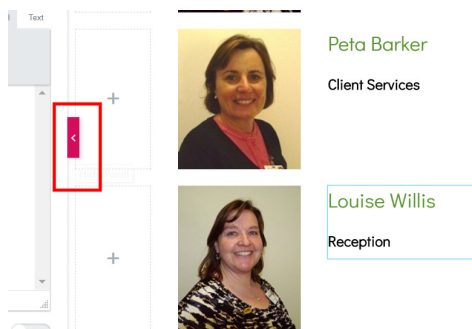 Text
Peta Barker
Client Services
Louise Willis
Reception